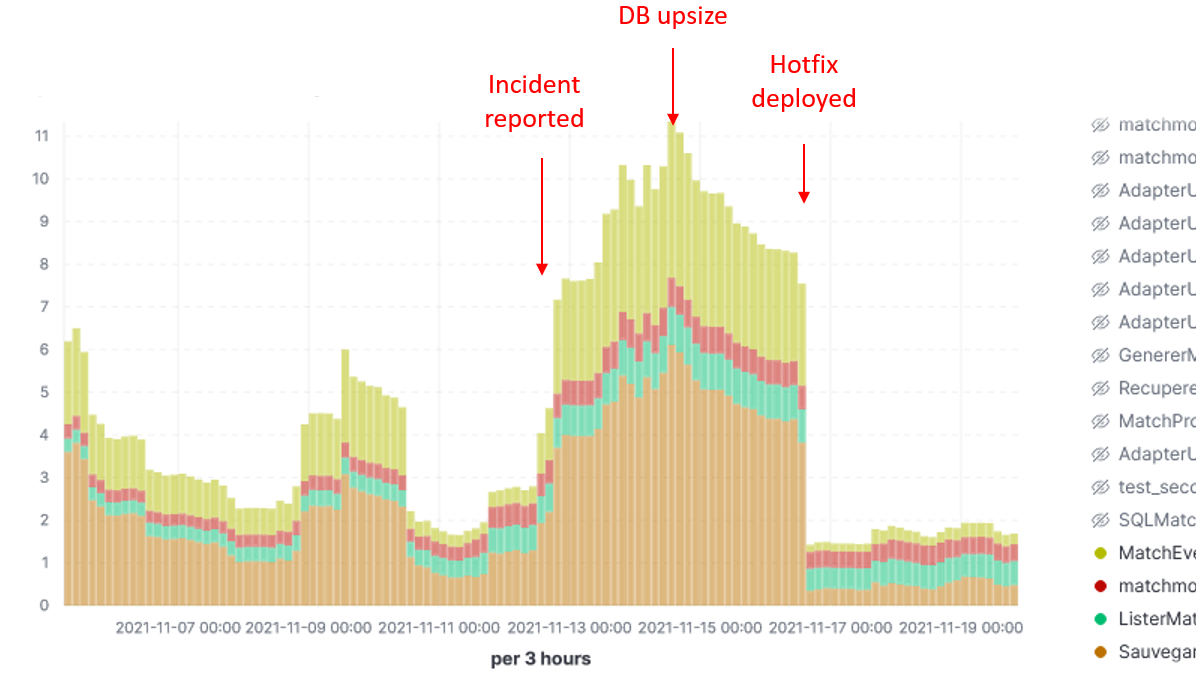 DB upsize
Hotfix
deployed
Incident
reported
11
10
9
8
7
6
5
4
3
2
1
0
2021-11-07 00:00 2021-11-09 00:00 2021-11-11 00:00 2021-11-13 00:00 2021-11-15 00:00 2021-11-17 00:00 2021-11-19 00:00
per 3 hours
matchmo
matchmo
AdapterU
AdapterU
AdapterU
AdapterU
AdapterU
GenererM
Recupere
MatchPro
AdapterU
test_seco
SQLMatc
MatchEve
matchmo
ListerMat
Sauvegar